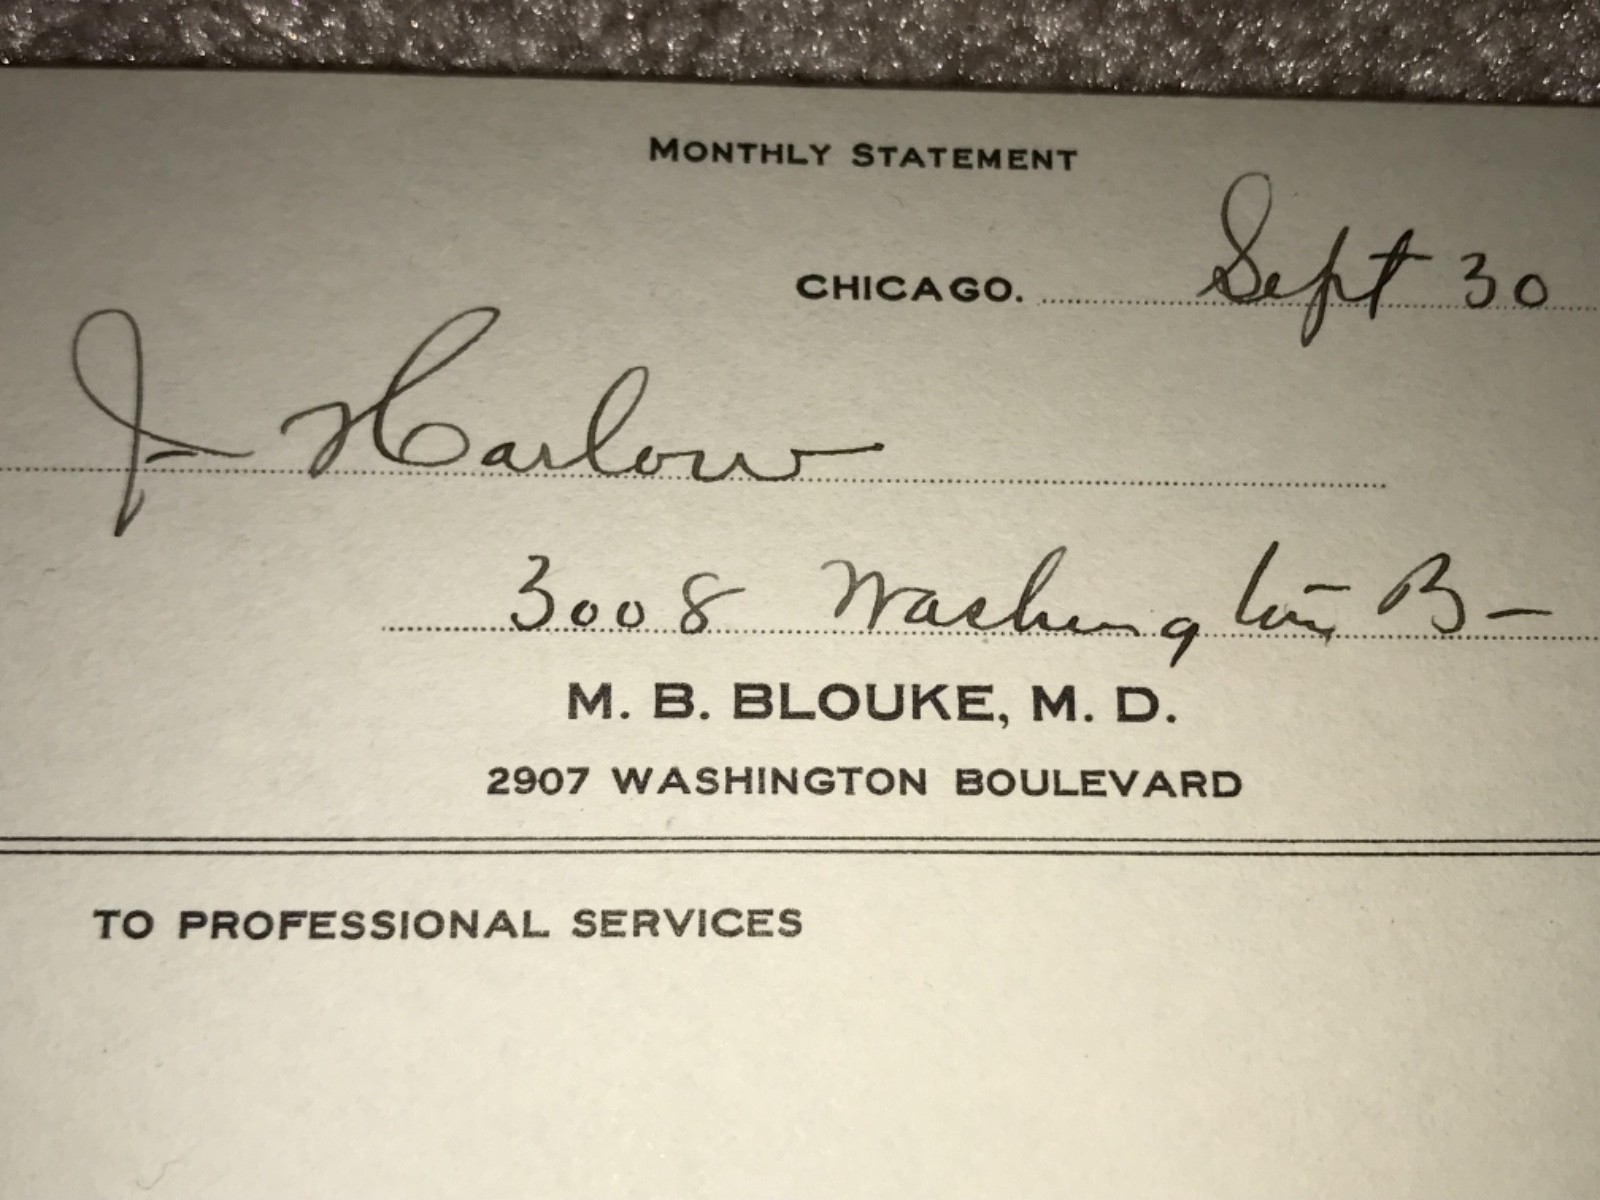 MONTHLY STATEMENT
CHICAGO. Sept 30
J- Harlow
3008 Washington B-
M. B. BLOUKE, M. D.
2907 WASHINGTON BOULEVARD
TO PROFESSIONAL SERVICES